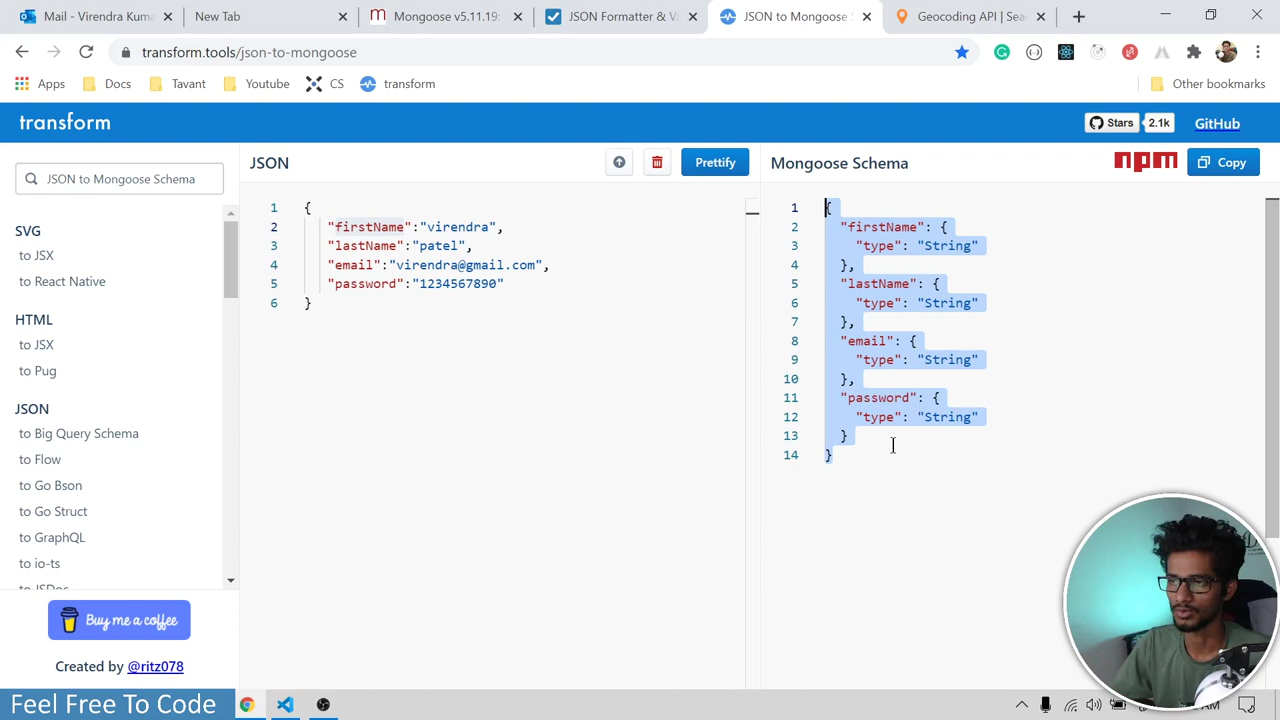 Mail - Virendra Kuma
New Tab
Mongoose v5.11.19:
JSON Formatter & Va
JSON to Mongoose S
Geocoding API | Sea
transform.tools/json-to-mongoose
Apps
Docs
Tavant
Youtube
CS
transform
Other bookmarks
transform
Stars
2.1k
GitHub
JSON to Mongoose Schema
SVG
to JSX
to React Native
HTML
to JSX
to Pug
JSON
to Big Query Schema
to Flow
to Go Bson
to Go Struct
to GraphQL
to io-ts
to JSDoc
Buy me a coffee
Created by @ritz078
JSON
Prettify
1 {
2 "firstName":"virendra",
3 "lastName":"patel",
4 "email":"virendra@gmail.com",
5 "password":"1234567890"
6 }
Mongoose Schema
npm
Copy
1 {
2 "firstName": {
3 "type": "String"
4 },
5 "lastName": {
6 "type": "String"
7 },
8 "email": {
9 "type": "String"
10 },
11 "password": {
12 "type": "String"
13 }
14 }
Feel Free To Code
AM